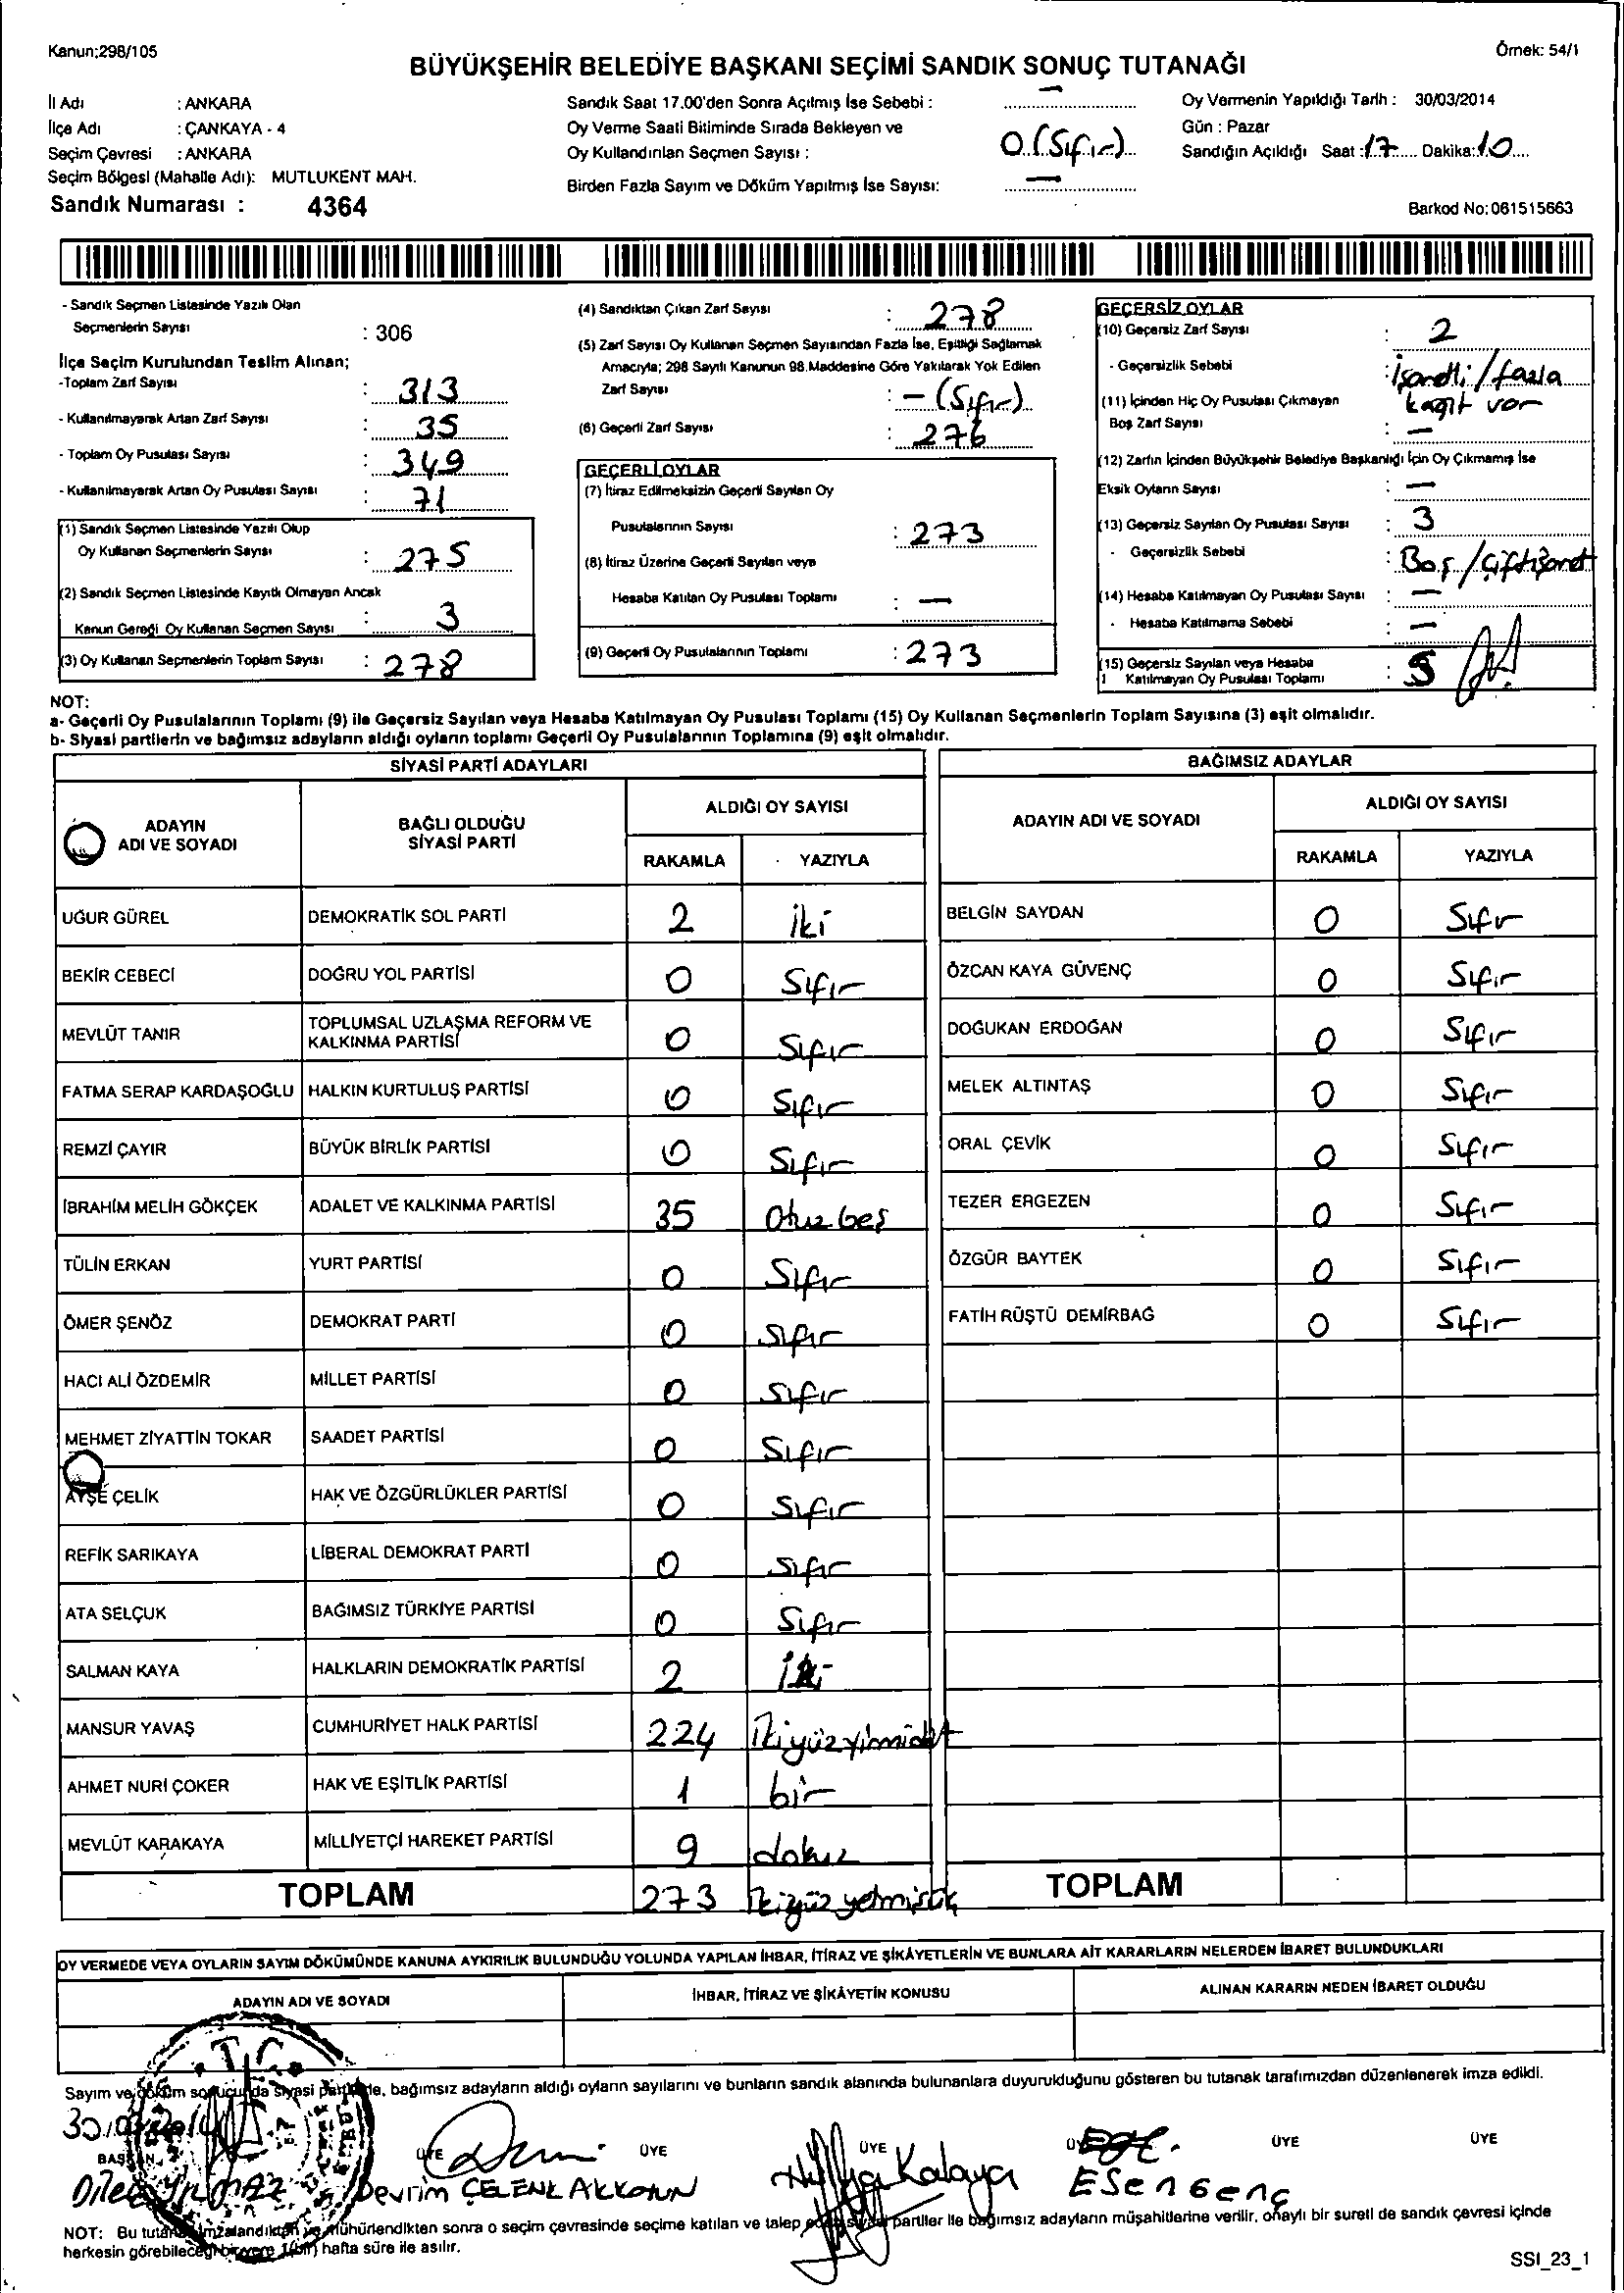 Kanun;298/105
Örnek: 54/1
BÜYÜKŞEHİR BELEDİYE BAŞKANI SEÇİMİ SANDIK SONUÇ TUTANAĞI
İl Adı : ANKARA
İlçe Adı : ÇANKAYA - 4
Seçim Çevresi : ANKARA
Seçim Bölgesi (Mahalle Adı): MUTLUKENT MAH.
Sandık Numarası : 4364
Sandık Saat 17.00'den Sonra Açılmış İse Sebebi : —
Oy Verme Saati Bitiminde Sırada Bekleyen ve
Oy Kullandırılan Seçmen Sayısı : 0 (Sıfır)
Birden Fazla Sayım ve Döküm Yapılmış İse Sayısı: —
Oy Vermenin Yapıldığı Tarih : 30/03/2014
Gün : Pazar
Sandığın Açıldığı Saat : 17 Dakika: 10
Barkod No: 061515663
- Sandık Seçmen Listesinde Yazılı Olan
Seçmenlerin Sayısı : 306
İlçe Seçim Kurulundan Teslim Alınan;
-Toplam Zarf Sayısı : 313
- Kullanılmayarak Artan Zarf Sayısı : 35
- Toplam Oy Pusulası Sayısı : 349
- Kullanılmayarak Artan Oy Pusulası Sayısı : 71
(1) Sandık Seçmen Listesinde Yazılı Olup
Oy Kullanan Seçmenlerin Sayısı : 275
(2) Sandık Seçmen Listesinde Kayıtlı Olmayan Ancak
Kanun Gereği Oy Kullanan Seçmen Sayısı : 3
(3) Oy Kullanan Seçmenlerin Toplam Sayısı : 278
(4) Sandıktan Çıkan Zarf Sayısı : 278
(5) Zarf Sayısı Oy Kullanan Seçmen Sayısından Fazla İse, Eşitliği Sağlamak
Amacıyla; 298 Sayılı Kanunun 98.Maddesine Göre Yakılarak Yok Edilen
Zarf Sayısı : — (Sıfır)
(6) Geçerli Zarf Sayısı : 276
GEÇERLİ OYLAR
(7) İtiraz Edilmeksizin Geçerli Sayılan Oy
Pusulalarının Sayısı : 273
(8) İtiraz Üzerine Geçerli Sayılan veya
Hesaba Katılan Oy Pusulası Toplamı : —
(9) Geçerli Oy Pusulalarının Toplamı : 273
GEÇERSİZ OYLAR
(10) Geçersiz Zarf Sayısı : 2
- Geçersizlik Sebebi : İşaretli / fazla
kağıt var
(11) İçinden Hiç Oy Pusulası Çıkmayan
Boş Zarf Sayısı : —
(12) Zarfın İçinden Büyükşehir Belediye Başkanlığı İçin Oy Çıkmamış İse
Eksik Oyların Sayısı : —
(13) Geçersiz Sayılan Oy Pusulası Sayısı : 3
- Geçersizlik Sebebi : Boş / Çift işaret
(14) Hesaba Katılmayan Oy Pusulası Sayısı : —
- Hesaba Katılmama Sebebi : —
(15) Geçersiz Sayılan veya Hesaba
Katılmayan Oy Pusulası Toplamı : 5
NOT:
a- Geçerli Oy Pusulalarının Toplamı (9) ile Geçersiz Sayılan veya Hesaba Katılmayan Oy Pusulası Toplamı (15) Oy Kullanan Seçmenlerin Toplam Sayısına (3) eşit olmalıdır.
b- Siyasi partilerin ve bağımsız adayların aldığı oyların toplamı Geçerli Oy Pusulalarının Toplamına (9) eşit olmalıdır.
SİYASİ PARTİ ADAYLARI
ADAYIN ADI VE SOYADI
BAĞLI OLDUĞU SİYASİ PARTİ
ALDIĞI OY SAYISI
RAKAMLA YAZIYLA
UĞUR GÜREL DEMOKRATİK SOL PARTİ 2 iki
BEKİR CEBECİ DOĞRU YOL PARTİSİ 0 Sıfır
MEVLÜT TANIR TOPLUMSAL UZLAŞMA REFORM VE KALKINMA PARTİSİ 0 Sıfır
FATMA SERAP KARDAŞOĞLU HALKIN KURTULUŞ PARTİSİ 0 Sıfır
REMZİ ÇAYIR BÜYÜK BİRLİK PARTİSİ 0 Sıfır
İBRAHİM MELİH GÖKÇEK ADALET VE KALKINMA PARTİSİ 35 Otuz beş
TÜLİN ERKAN YURT PARTİSİ 0 Sıfır
ÖMER ŞENÖZ DEMOKRAT PARTİ 0 Sıfır
HACI ALİ ÖZDEMİR MİLLET PARTİSİ 0 Sıfır
MEHMET ZİYATTİN TOKAR SAADET PARTİSİ 0 Sıfır
AYŞE ÇELİK HAK VE ÖZGÜRLÜKLER PARTİSİ 0 Sıfır
REFİK SARIKAYA LİBERAL DEMOKRAT PARTİ 0 Sıfır
ATA SELÇUK BAĞIMSIZ TÜRKİYE PARTİSİ 0 Sıfır
SALMAN KAYA HALKLARIN DEMOKRATİK PARTİSİ 2 iki
MANSUR YAVAŞ CUMHURİYET HALK PARTİSİ 224 İkiyüzyirmidört
AHMET NURİ ÇOKER HAK VE EŞİTLİK PARTİSİ 1 bir
MEVLÜT KARAKAYA MİLLİYETÇİ HAREKET PARTİSİ 9 dokuz
TOPLAM 273 İkiyüz yetmişüç
BAĞIMSIZ ADAYLAR
ADAYIN ADI VE SOYADI
ALDIĞI OY SAYISI
RAKAMLA YAZIYLA
BELGİN SAYDAN 0 Sıfır
ÖZCAN KAYA GÜVENÇ 0 Sıfır
DOĞUKAN ERDOĞAN 0 Sıfır
MELEK ALTINTAŞ 0 Sıfır
ORAL ÇEVİK 0 Sıfır
TEZER ERGEZEN 0 Sıfır
ÖZGÜR BAYTEK 0 Sıfır
FATİH RÜŞTÜ DEMİRBAĞ 0 Sıfır
TOPLAM
OY VERMEDE VEYA OYLARIN SAYIM DÖKÜMÜNDE KANUNA AYKIRILIK BULUNDUĞU YOLUNDA YAPILAN İHBAR, İTİRAZ VE ŞİKÂYETLERİN VE BUNLARA AİT KARARLARIN NELERDEN İBARET BULUNDUKLARI
ADAYIN ADI VE SOYADI
İHBAR, İTİRAZ VE ŞİKÂYETİN KONUSU
ALINAN KARARIN NEDEN İBARET OLDUĞU
T.C.
Sayım ve döküm sonucunda siyasi partilerle, bağımsız adayların aldığı oyların sayılarını ve bunların sandık alanında bulunanlara duyurulduğunu gösteren bu tutanak tarafımızdan düzenlenerek imza edildi.
30/03/2014
BAŞKAN ÜYE ÜYE ÜYE ÜYE ÜYE ÜYE
Devrim ÇELENK AKKOYUN
Hülya Kalaycı
Esen Genç
NOT: Bu tutanak imzalandıktan ve mühürlendikten sonra o seçim çevresinde seçime katılan ve talep eden siyasi partiler ile bağımsız adayların müşahitlerine verilir, onaylı bir sureti de sandık çevresi içinde
herkesin görebileceği bir yere 1(bir) hafta süre ile asılır.
SSI_23_1